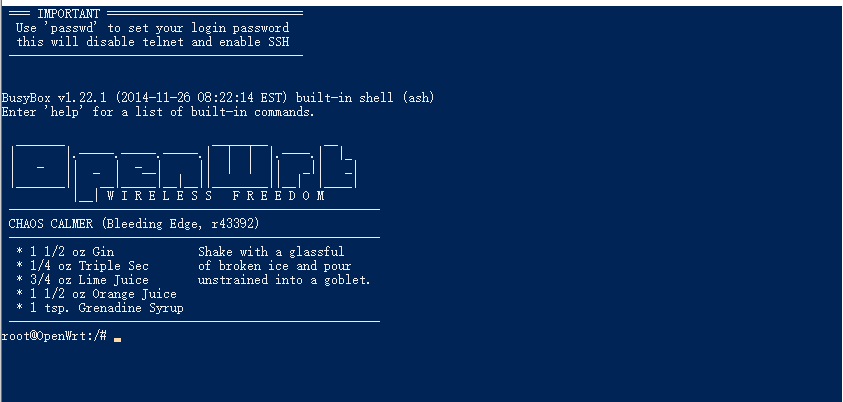 === IMPORTANT ============================
Use 'passwd' to set your login password
this will disable telnet and enable SSH
BusyBox v1.22.1 (2014-11-26 08:22:14 EST) built-in shell (ash)
Enter 'help' for a list of built-in commands.
OpenWrt
W I R E L E S S   F R E E D O M
CHAOS CALMER (Bleeding Edge, r43392)
* 1 1/2 oz Gin            Shake with a glassful
* 1/4 oz Triple Sec       of broken ice and pour
* 3/4 oz Lime Juice       unstrained into a goblet.
* 1 1/2 oz Orange Juice
* 1 tsp. Grenadine Syrup
root@OpenWrt:/#